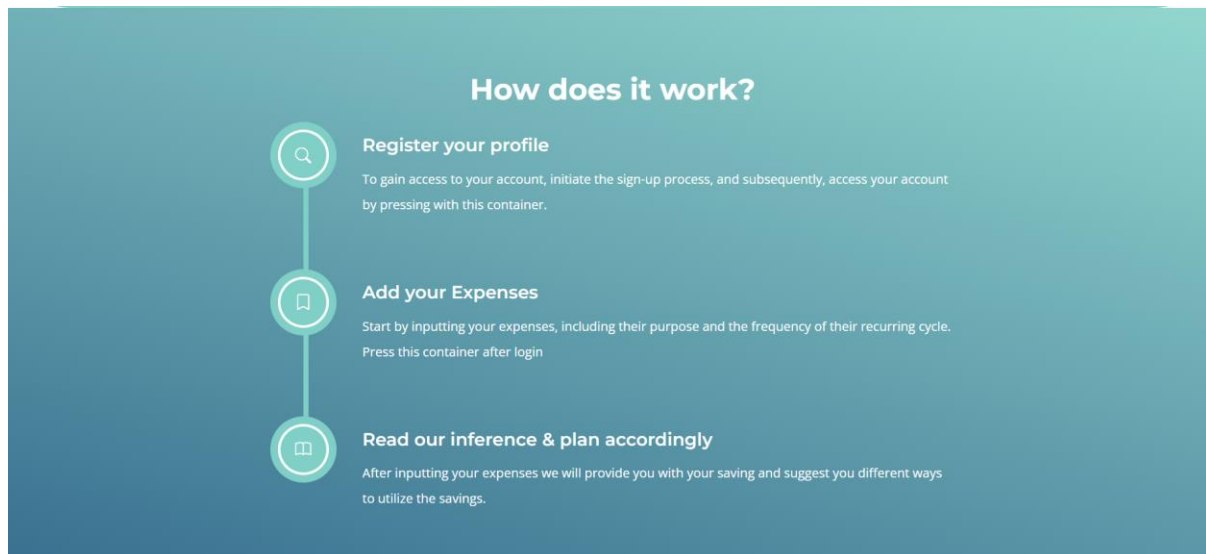 How does it work?
Register your profile
To gain access to your account, initiate the sign-up process, and subsequently, access your account
by pressing with this container.
Add your Expenses
Start by inputting your expenses, including their purpose and the frequency of their recurring cycle.
Press this container after login
Read our inference & plan accordingly
After inputting your expenses we will provide you with your saving and suggest you different ways
to utilize the savings.